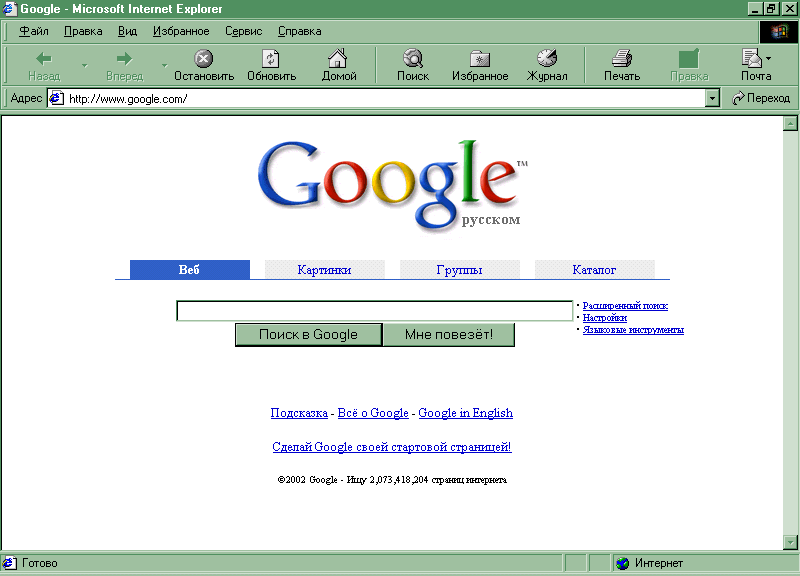 Google - Microsoft Internet Explorer
Файл Правка Вид Избранное Сервис Справка
Назад Вперед Остановить Обновить Домой Поиск Избранное Журнал Печать Правка Почта
Адрес http://www.google.com/ Переход
Google™
русском
Веб Картинки Группы Каталог
• Расширенный поиск
• Настройки
• Языковые инструменты
Поиск в Google Мне повезёт!
Подсказка - Всё о Google - Google in English
Сделай Google своей стартовой страницей!
©2002 Google - Ищу 2,073,418,204 страниц интернета
Готово Интернет